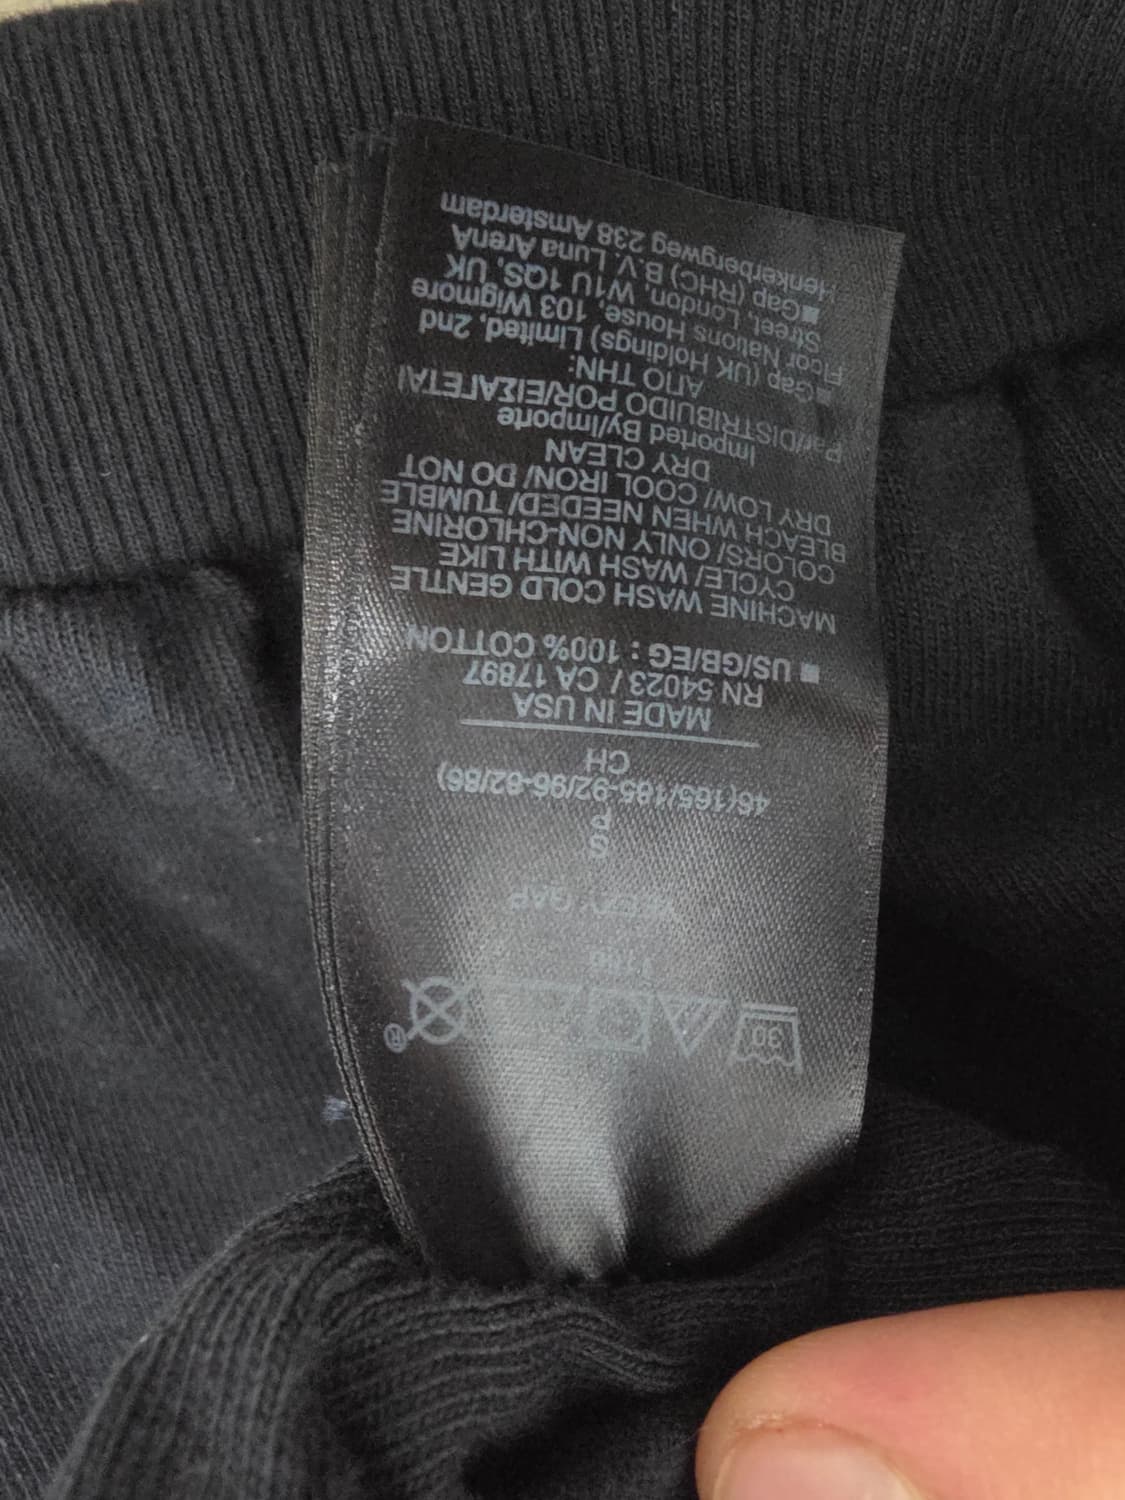 30
YEEZY GAP
S
P
46(165/185-92/96-82/86)
CH
MADE IN USA
RN 54023 / CA 17897
■ US/GB/EG : 100% COTTON
MACHINE WASH COLD GENTLE
CYCLE/ WASH WITH LIKE
COLORS/ ONLY NON-CHLORINE
BLEACH WHEN NEEDED/ TUMBLE
DRY LOW/ COOL IRON/ DO NOT
DRY CLEAN
Imported By/Importe
Par/DISTRIBUIDO POR/ΕΙΣΑΓΕΤΑΙ
ΑΠΟ ΤΗΝ:
■Gap (UK Holdings) Limited, 2nd
Floor Nations House, 103 Wigmore
Street, London, W1U 1QS, UK
■Gap (RHC) B.V. Luna ArenA
Henkerbergweg 238 Amsterdam